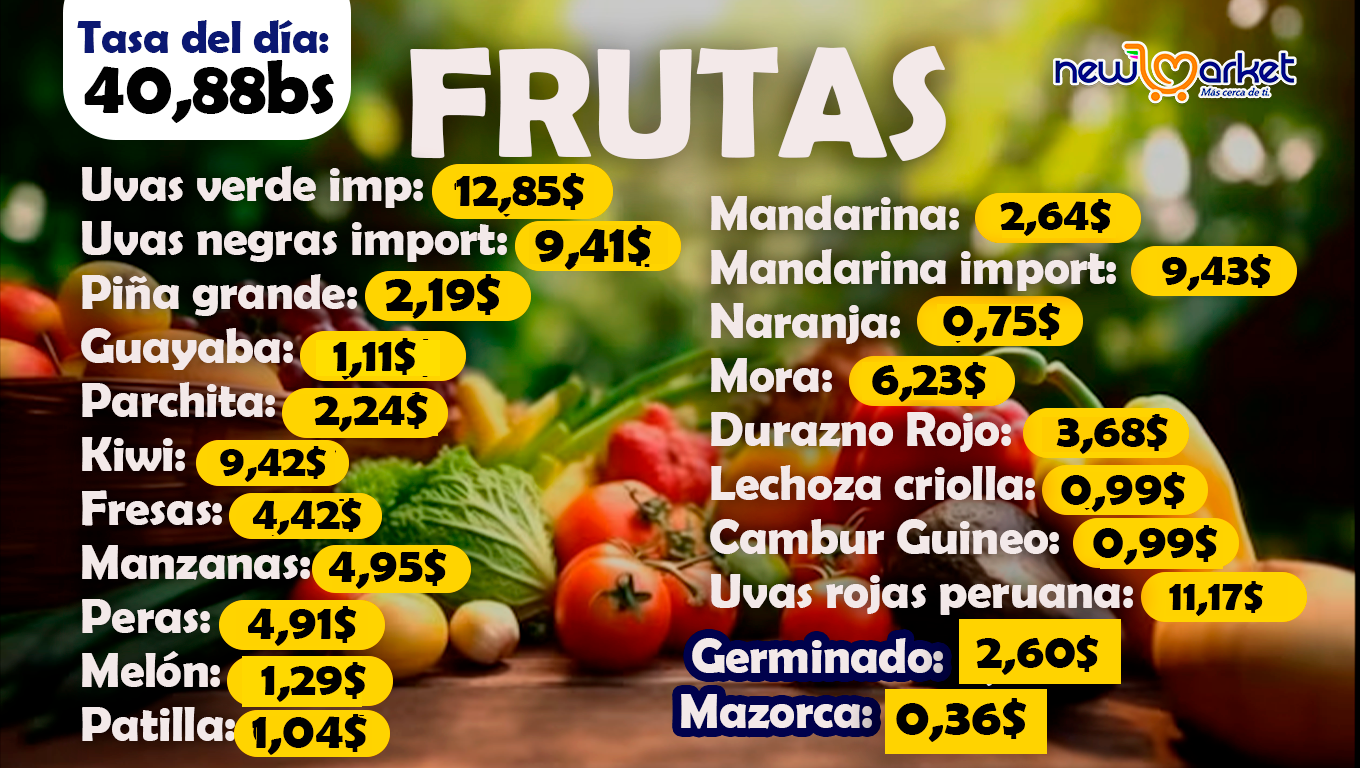 Tasa del día:
40,88bs
FRUTAS
new market
Más cerca de ti.
Uvas verde imp: 12,85$
Uvas negras import: 9,41$
Piña grande: 2,19$
Guayaba: 1,11$
Parchita: 2,24$
Kiwi: 9,42$
Fresas: 4,42$
Manzanas: 4,95$
Peras: 4,91$
Melón: 1,29$
Patilla: 1,04$
Mandarina: 2,64$
Mandarina import: 9,43$
Naranja: 0,75$
Mora: 6,23$
Durazno Rojo: 3,68$
Lechoza criolla: 0,99$
Cambur Guineo: 0,99$
Uvas rojas peruana: 11,17$
Germinado: 2,60$
Mazorca: 0,36$